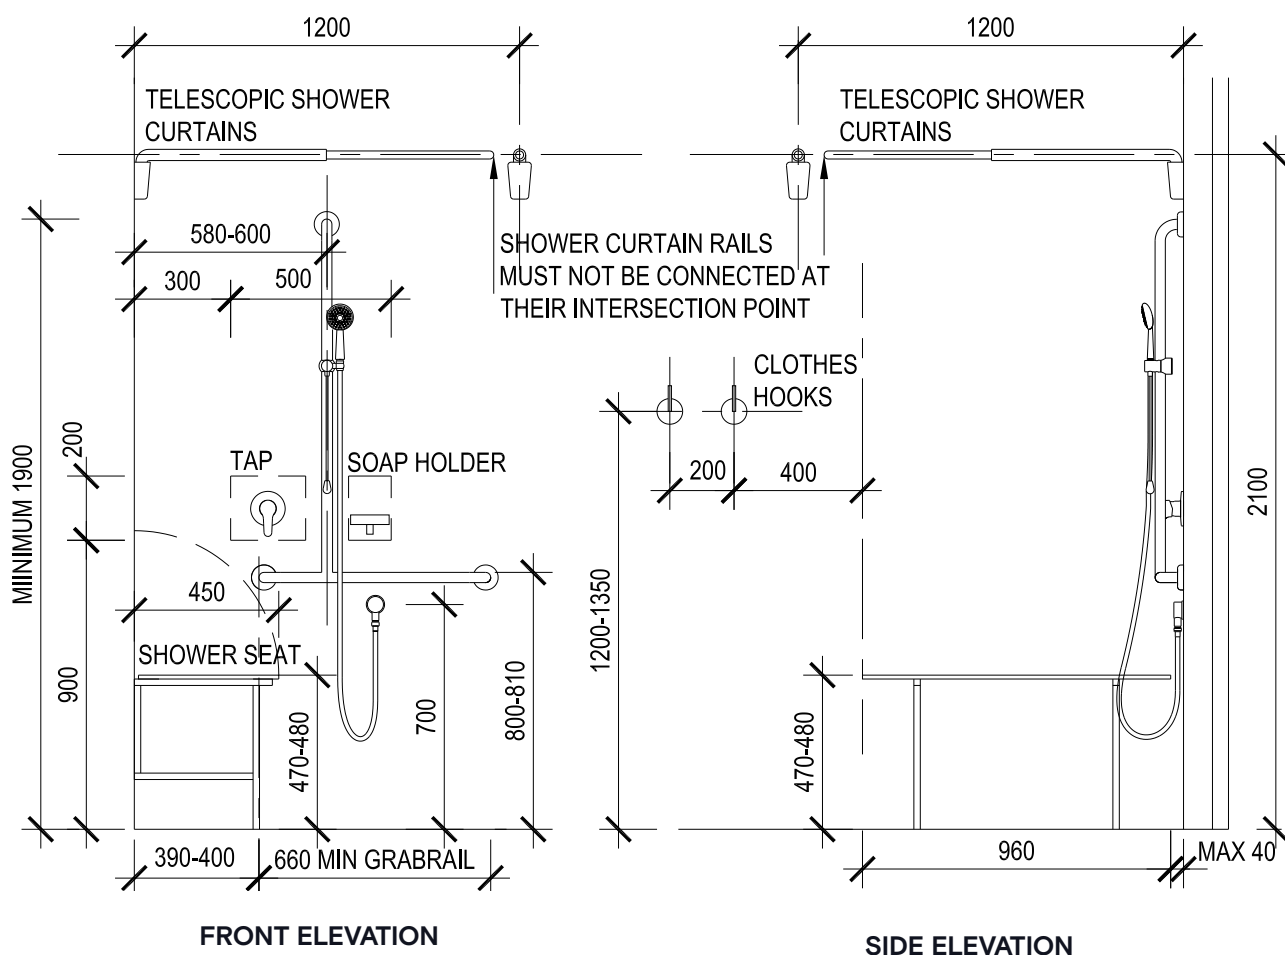 1200
1200
TELESCOPIC SHOWER
CURTAINS
TELESCOPIC SHOWER
CURTAINS
580-600
SHOWER CURTAIN RAILS
MUST NOT BE CONNECTED AT
THEIR INTERSECTION POINT
300
500
CLOTHES
HOOKS
MIINIMUM 1900
200
TAP
SOAP HOLDER
200
400
2100
450
1200-1350
SHOWER SEAT
900
470-480
700
800-810
470-480
390-400
660 MIN GRABRAIL
960
MAX 40
FRONT ELEVATION
SIDE ELEVATION